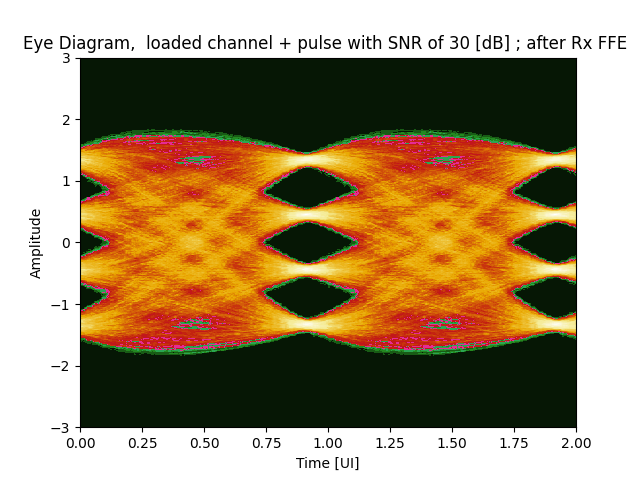 Eye Diagram,  loaded channel + pulse with SNR of 30 [dB] ; after Rx FFE
3
2
1
0
−1
−2
−3
Amplitude
0.00 0.25 0.50 0.75 1.00 1.25 1.50 1.75 2.00
Time [UI]